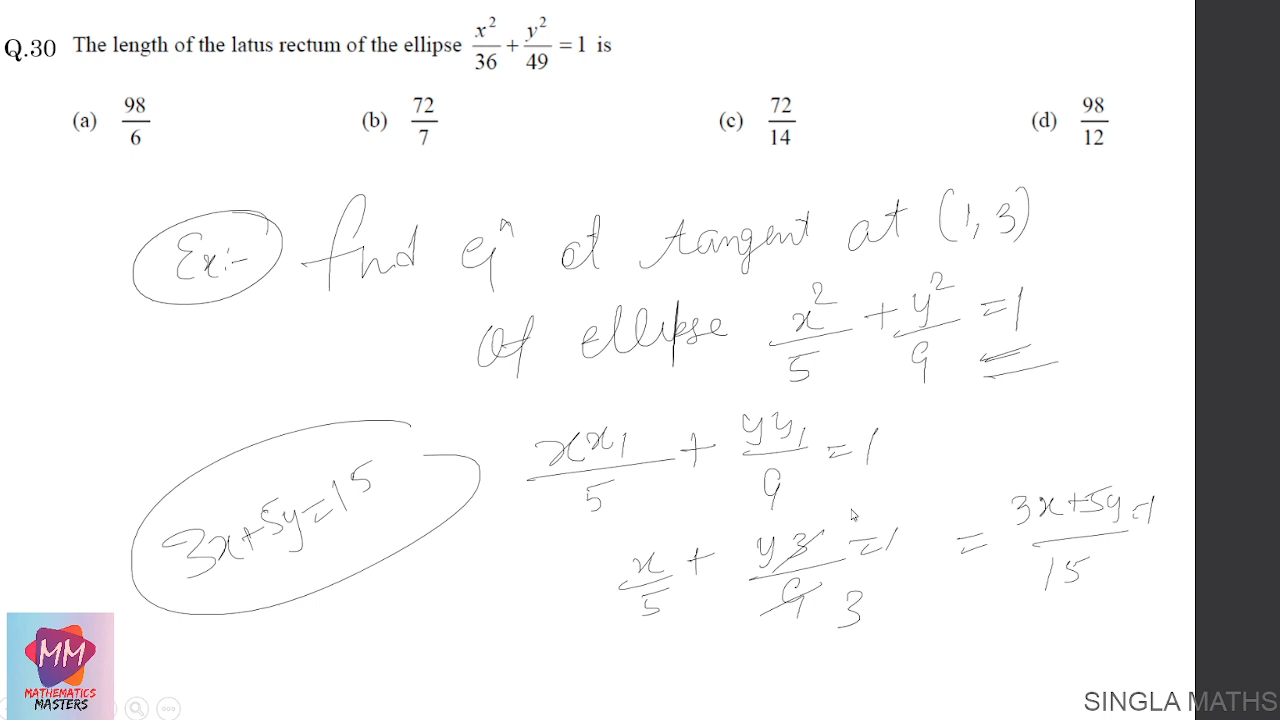 Q.30 The length of the latus rectum of the ellipse x²/36 + y²/49 = 1 is
(a) 98/6 (b) 72/7 (c) 72/14 (d) 98/12
Ex:- find eqⁿ of tangent at (1, 3)
of ellipse x²/5 + y²/9 = 1
xx₁/5 + yy₁/9 = 1
3x+5y=15
x/5 + y3/9 3 = 1 = 3x+5y/15 = 1
MM
MATHEMATICS
MASTERS
SINGLA MATHS